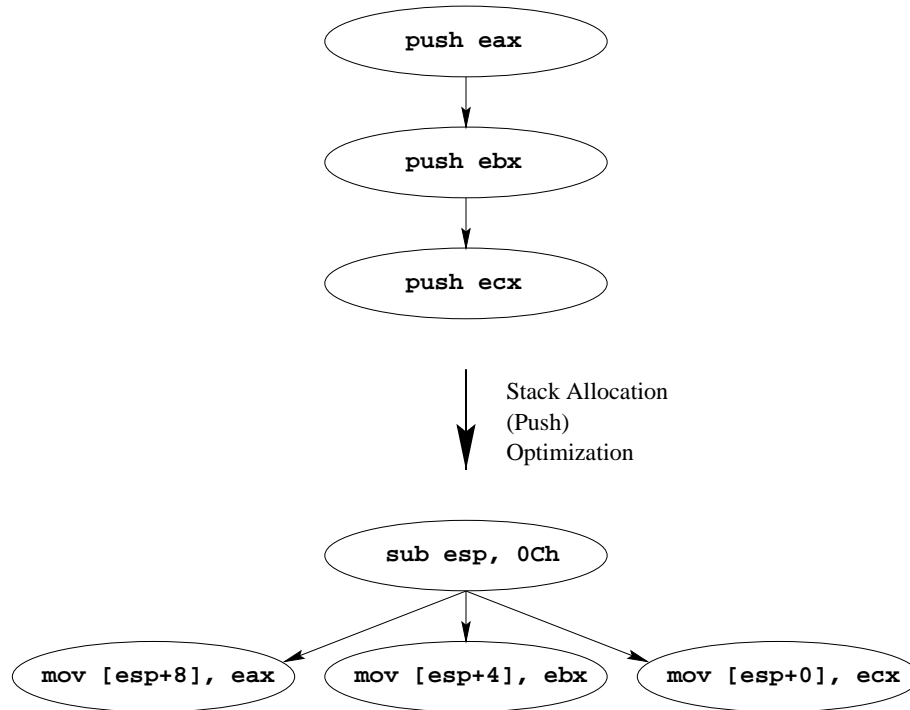 push eax
push ebx
push ecx
Stack Allocation
(Push)
Optimization
sub esp, 0Ch
mov [esp+8], eax
mov [esp+4], ebx
mov [esp+0], ecx